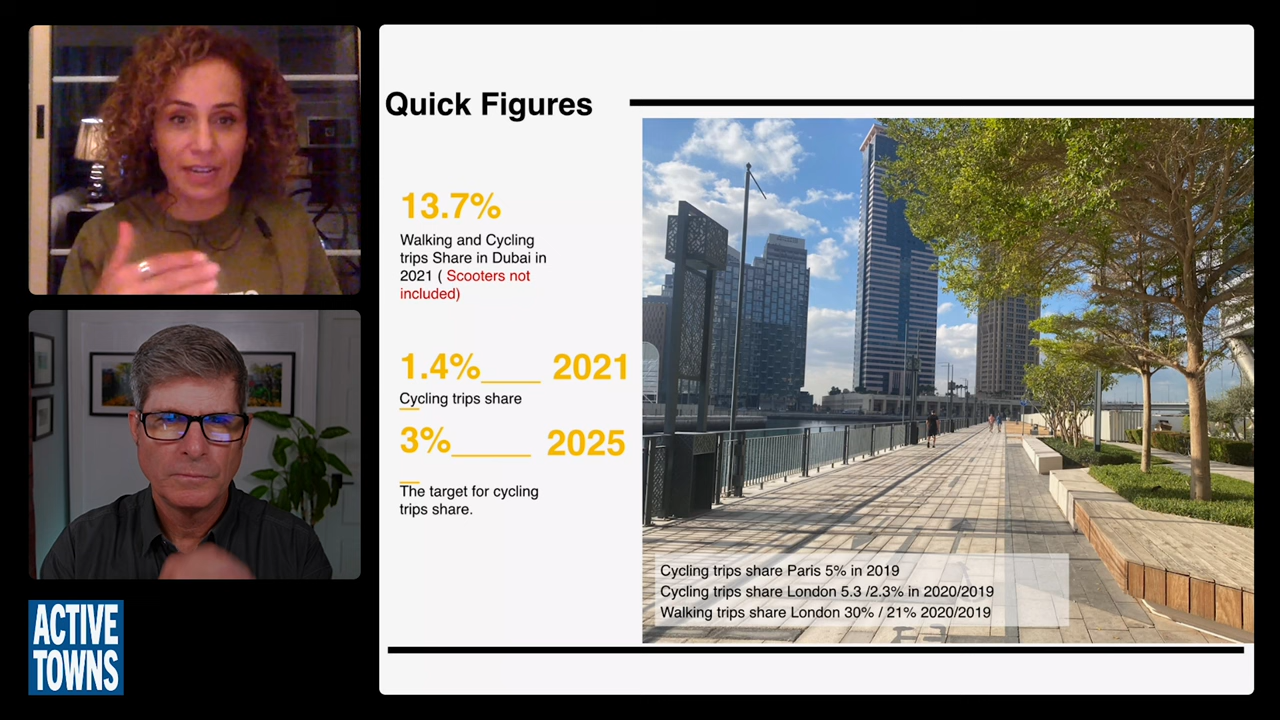 Quick Figures
13.7%
Walking and Cycling
trips Share in Dubai in
2021 ( Scooters not
included)
1.4%____ 2021
Cycling trips share
3%_____ 2025
The target for cycling
trips share.
Cycling trips share Paris 5% in 2019
Cycling trips share London 5.3 /2.3% in 2020/2019
Walking trips share London 30% / 21% 2020/2019
ACTIVE
TOWNS